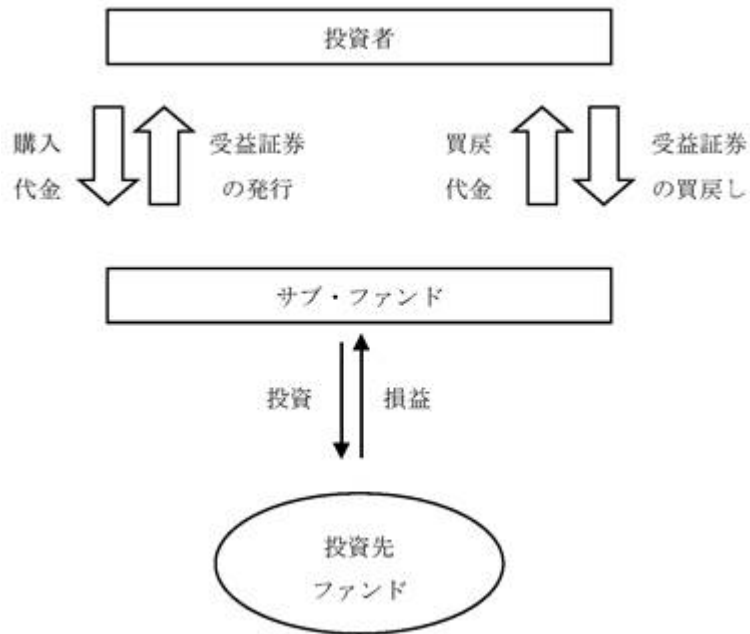 投資者
購入
代金
受益証券
の発行
買戻
代金
受益証券
の買戻し
サブ・ファンド
投資
損益
投資先
ファンド